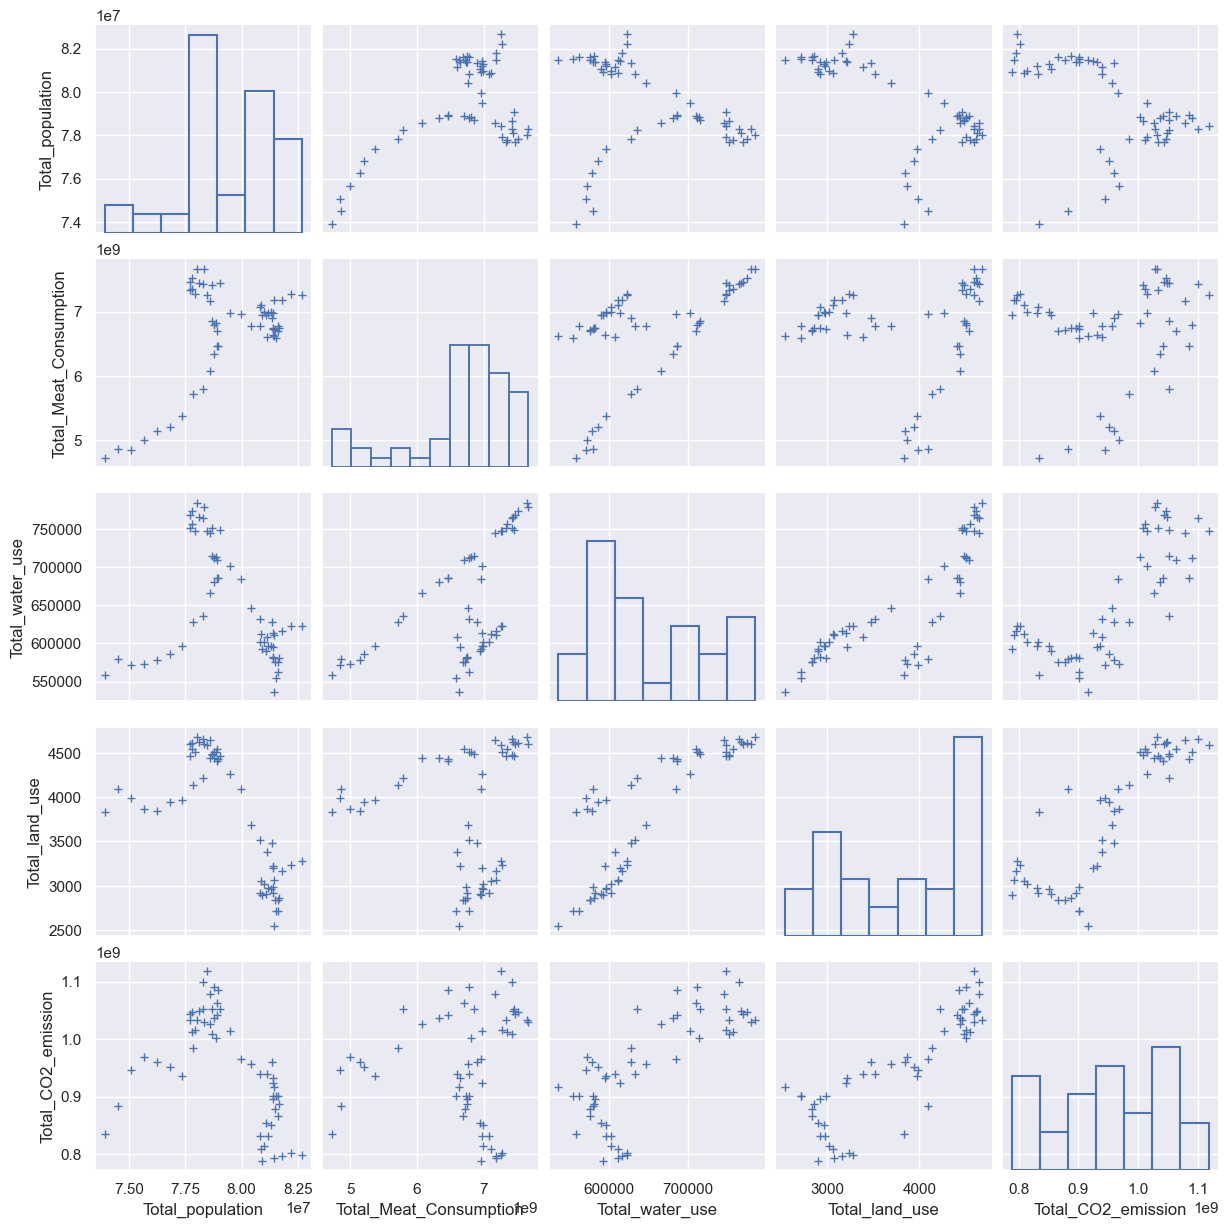 1e7
8.2
8.0
7.8
7.6
7.4
Total_population
1e9
7
6
5
Total_Meat_Consumption
750000
700000
650000
600000
550000
Total_water_use
4500
4000
3500
3000
2500
Total_land_use
1e9
1.1
1.0
0.9
0.8
Total_CO2_emission
7.50 7.75 8.00 8.25
1e7
Total_population
5 6 7
1e9
Total_Meat_Consumption
600000 700000
Total_water_use
3000 4000
Total_land_use
0.8 0.9 1.0 1.1
1e9
Total_CO2_emission